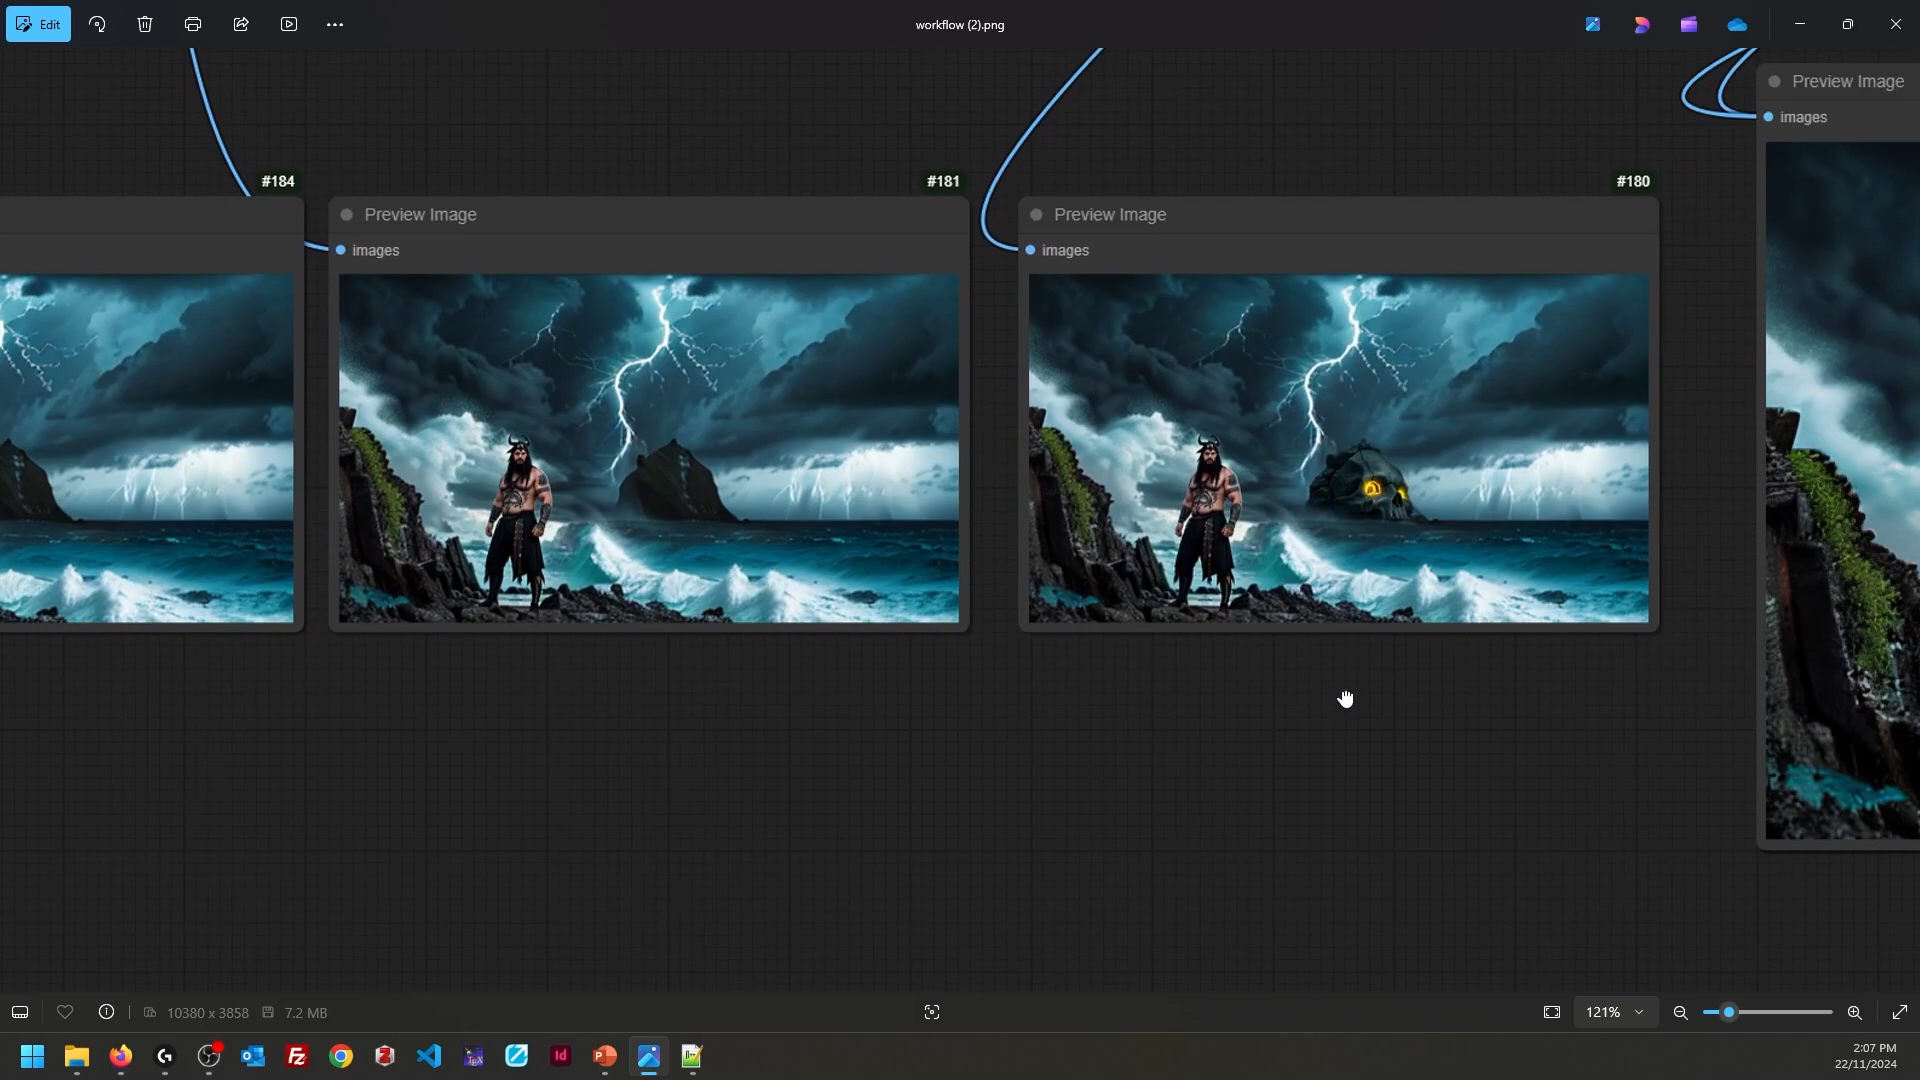 Edit
workflow (2).png
Preview Image
images
#184
#181
#180
Preview Image
Preview Image
images
images
10380 x 3858
7.2 MB
121%
2:07 PM
22/11/2024